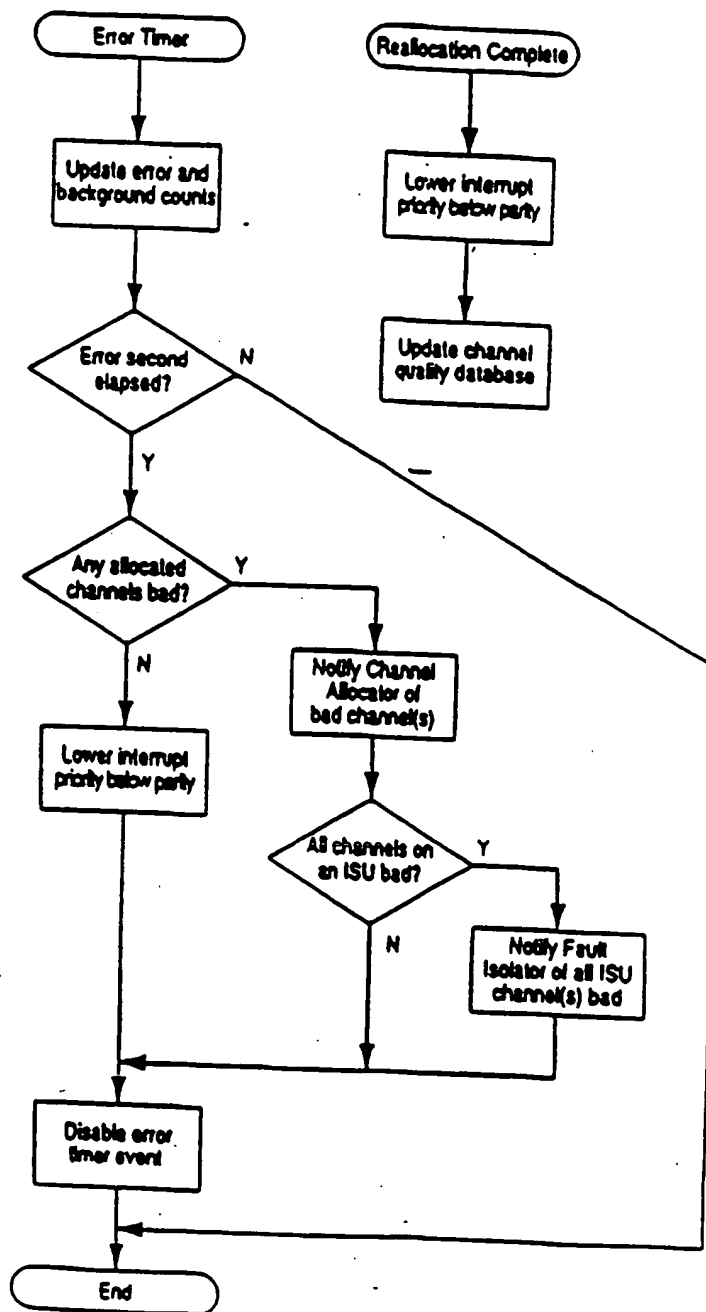 Error Timer
Reallocation Complete
Update error and
background counts
Lower interrupt
priority below parity
Update channel
quality database
Error second
elapsed?
N
Y
Any allocated
channels bad?
Y
N
Notify Channel
Allocator of
bad channel(s)
Lower interrupt
priority below parity
All channels on
an ISU bad?
Y
N
Notify Fault
Isolator of all ISU
channel(s) bad
Disable error
timer event
End